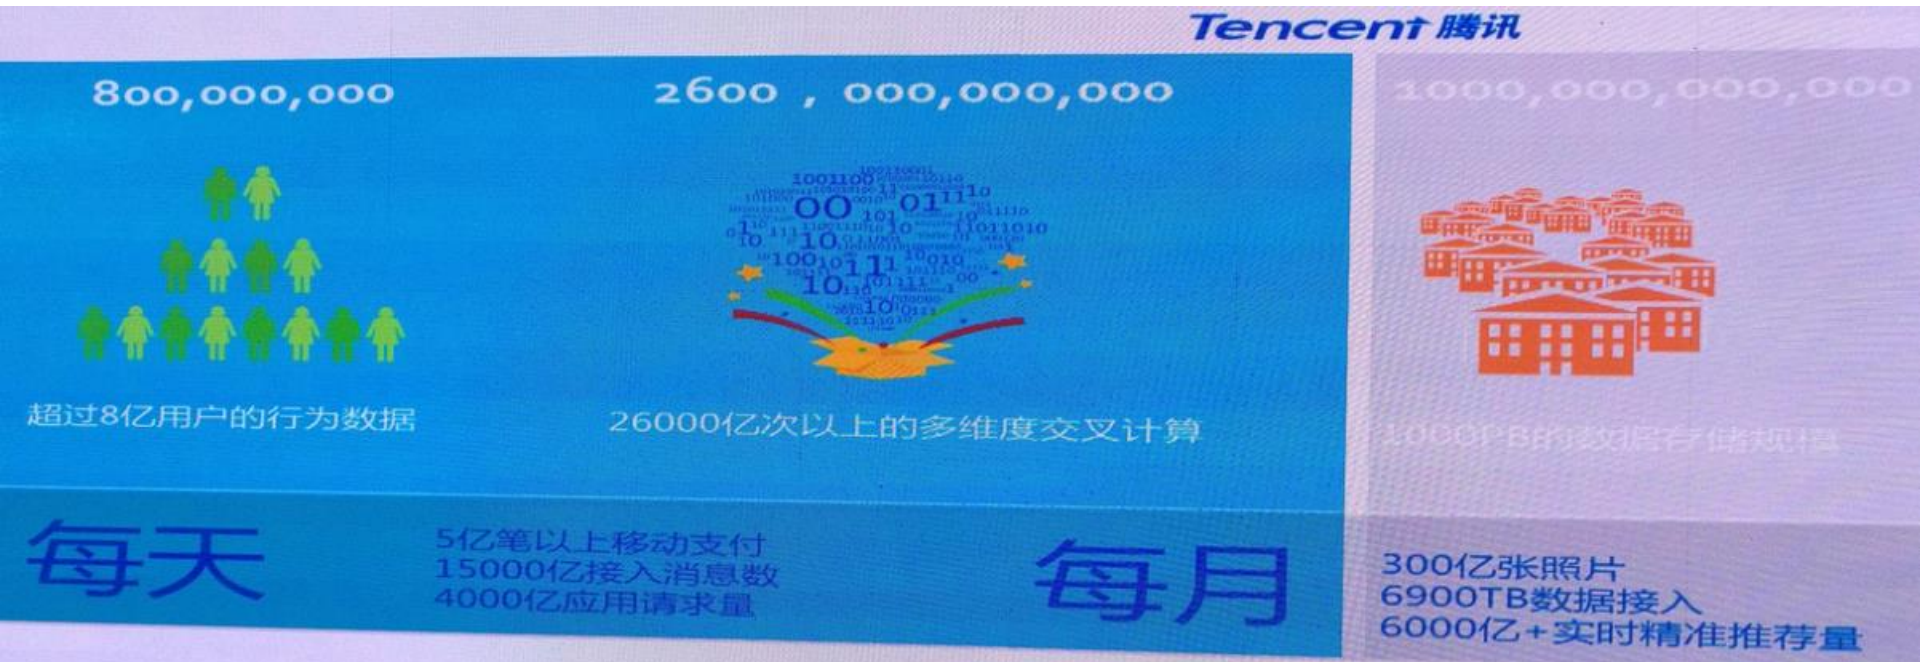 Tencent 腾讯
800,000,000
2600 , 000,000,000
1000,000,000,000,000
超过8亿用户的行为数据
26000亿次以上的多维度交叉计算
1000PB的数据存储规模
每天
5亿笔以上移动支付
15000亿接入消息数
4000亿应用请求量
每月
300亿张照片
6900TB数据接入
6000亿+实时精准推荐量